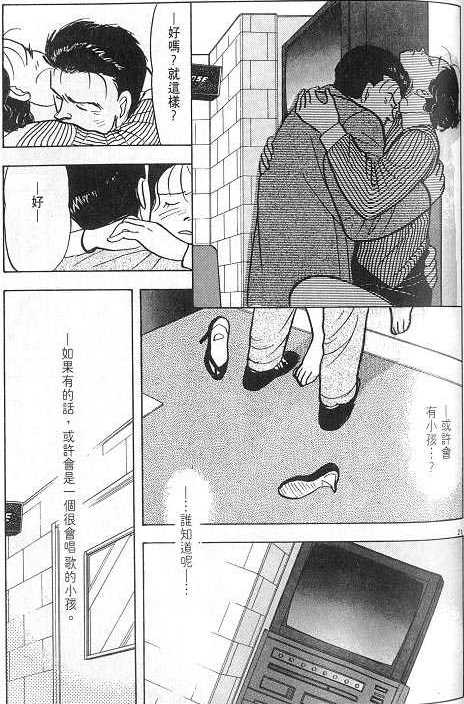 OSE
—好嗎?就這樣?
—好—
—或許會
有小孩…?
—…誰知道呢—…
—如果有的話,或許會是一個很會唱歌的小孩。